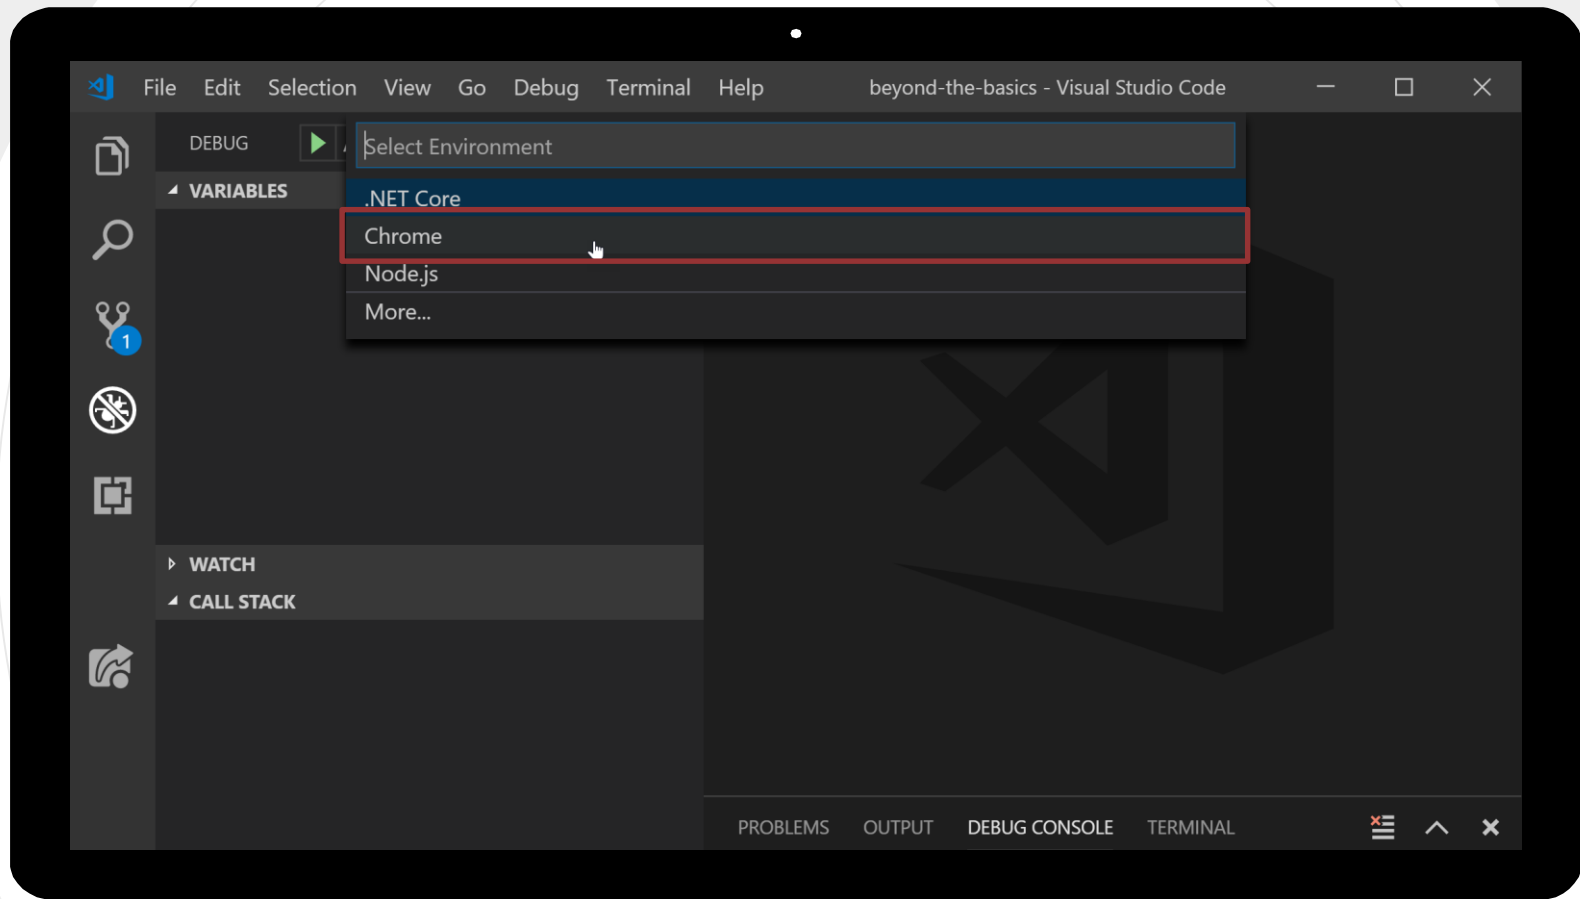 File Edit Selection View Go Debug Terminal Help beyond-the-basics - Visual Studio Code
DEBUG
Select Environment
VARIABLES
.NET Core
Chrome
Node.js
More...
1
WATCH
CALL STACK
PROBLEMS OUTPUT DEBUG CONSOLE TERMINAL